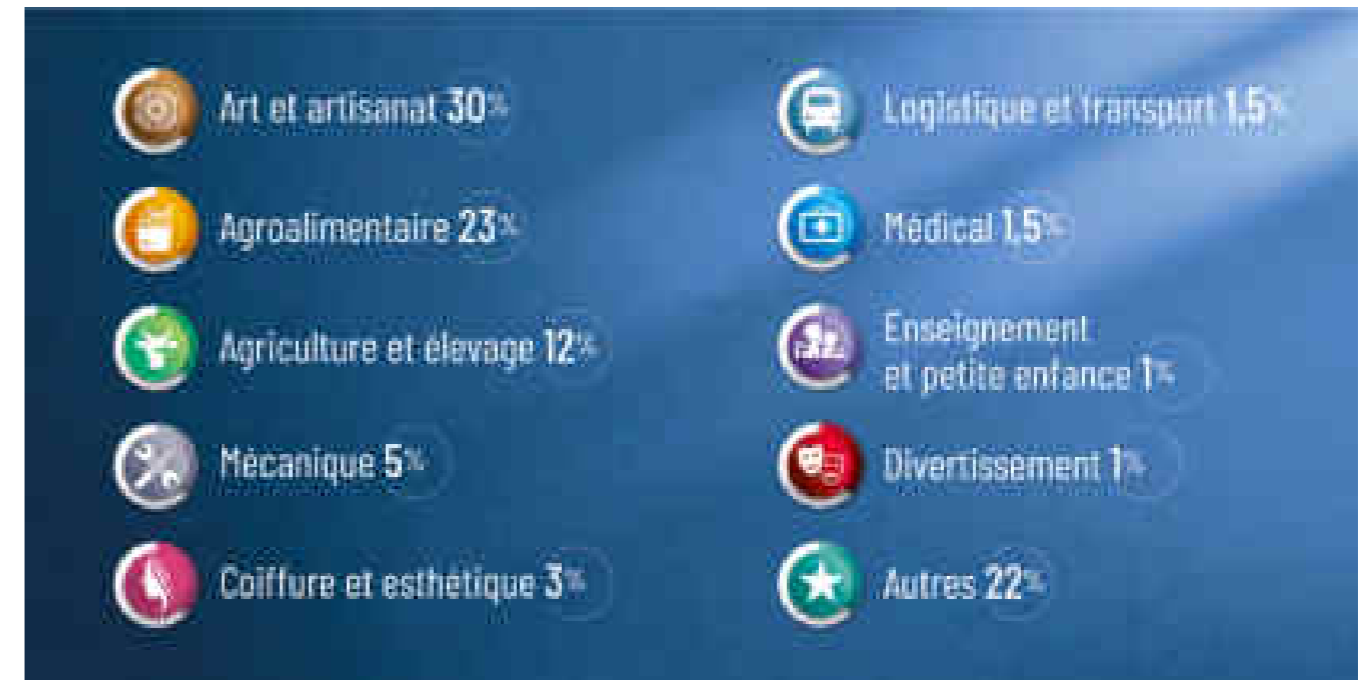 Art et artisanat 30%
Agroalimentaire 23%
Agriculture et élevage 12%
Mécanique 5%
Coiffure et esthétique 3%
Logistique et transport 1,5%
Médical 1,5%
Enseignement
et petite enfance 1%
Divertissement 1%
Autres 22%